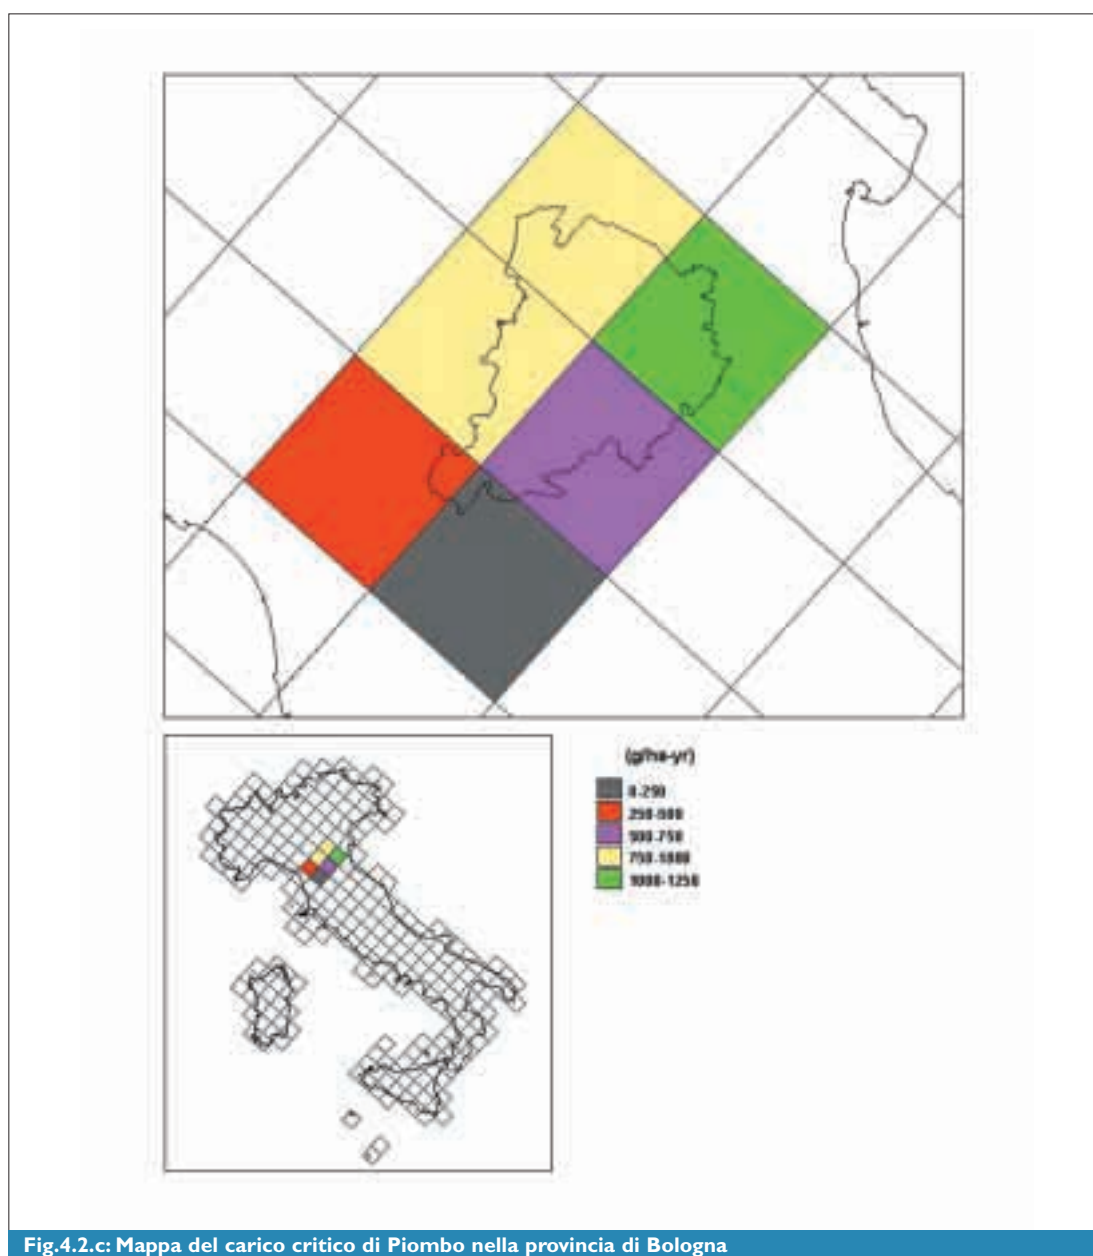 (g/ha-yr)
0-250
250-500
500-750
750-1000
1000-1250
Fig.4.2.c: Mappa del carico critico di Piombo nella provincia di Bologna